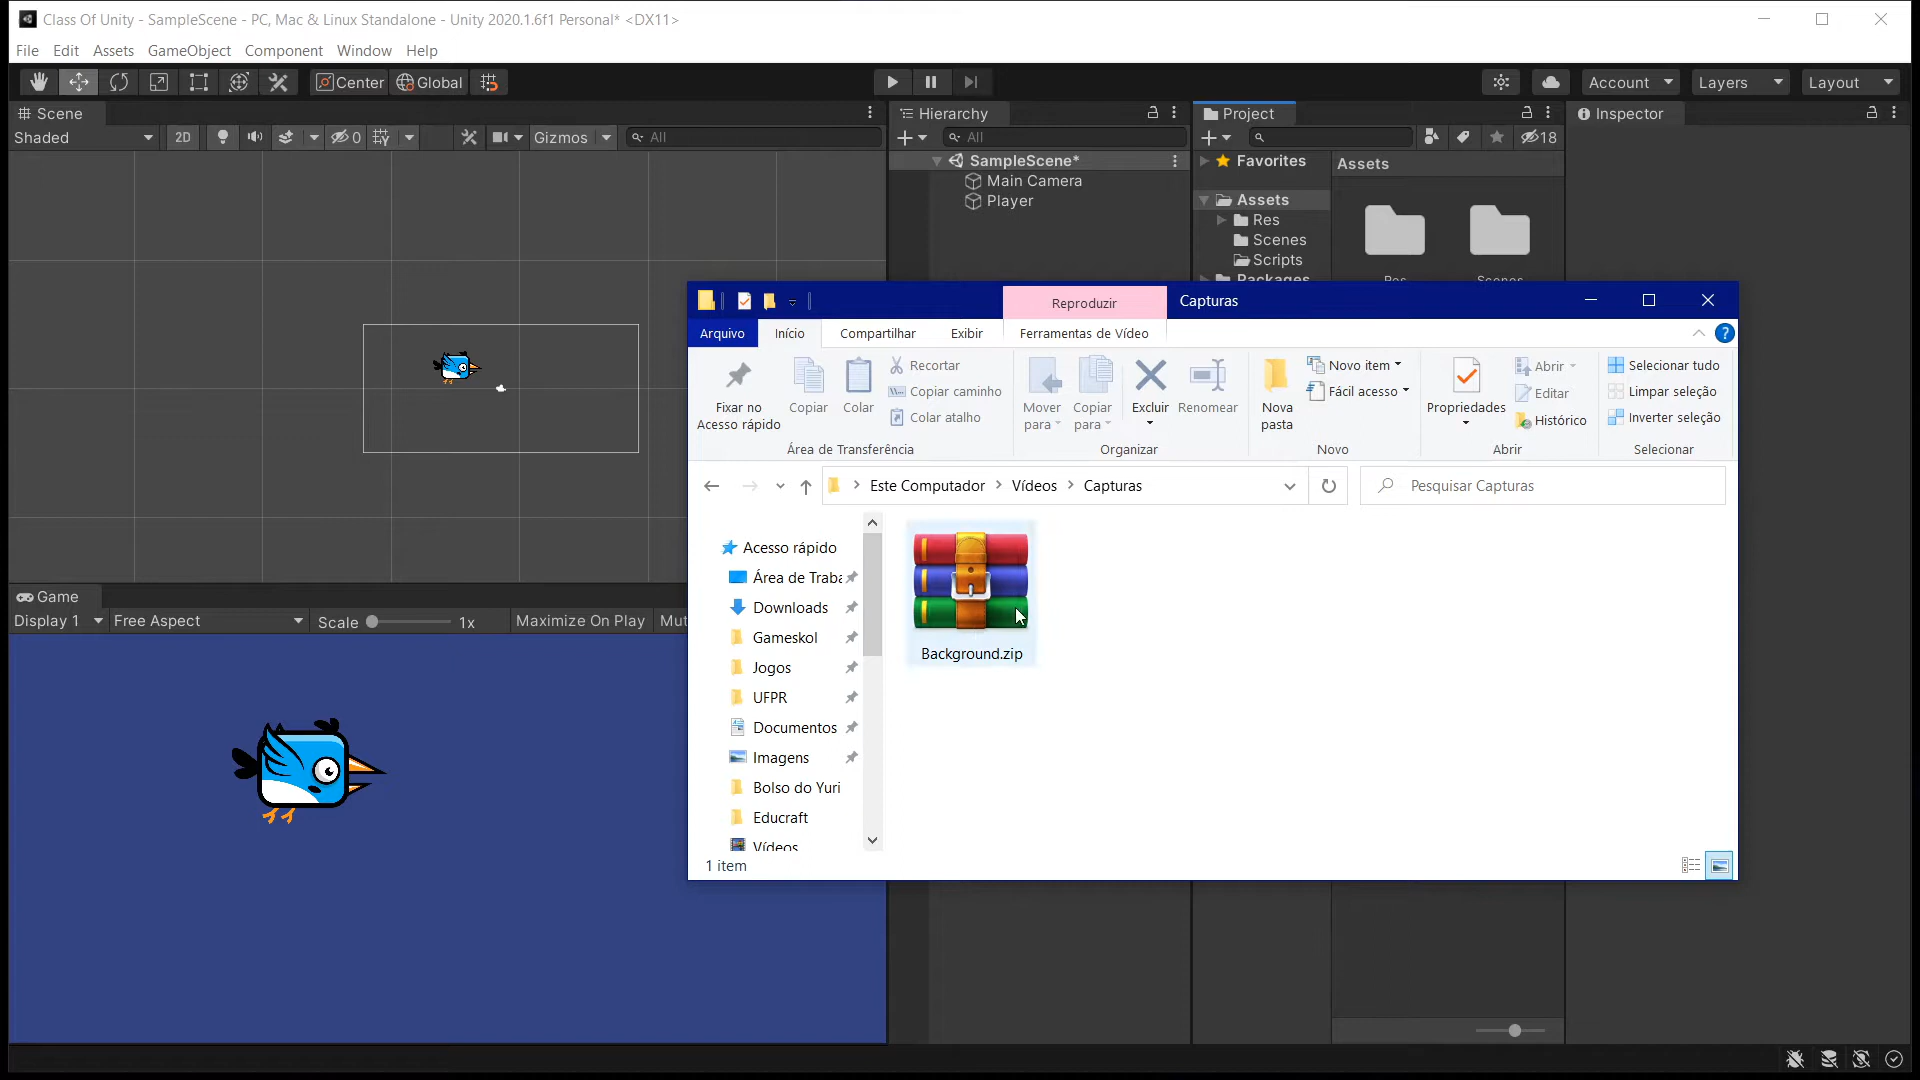 Class Of Unity - SampleScene - PC, Mac & Linux Standalone - Unity 2020.1.6f1 Personal* <DX11>
File Edit Assets GameObject Component Window Help
Center Global Account Layers Layout
Scene
Shaded 2D 0 Gizmos All
Hierarchy
All
SampleScene*
Main Camera
Player
Project
18
Favorites
Assets
Res
Scenes
Scripts
Packages
Assets
Res Scenes
Inspector
Game
Display 1 Free Aspect Scale 1x Maximize On Play Mut
Reproduzir Capturas
Arquivo Início Compartilhar Exibir Ferramentas de Vídeo
Fixar no
Acesso rápido
Copiar
Colar
Recortar
Copiar caminho
Colar atalho
Área de Transferência
Mover
para
Copiar
para
Excluir
Renomear
Organizar
Nova
pasta
Novo item
Fácil acesso
Novo
Propriedades
Abrir
Editar
Histórico
Abrir
Selecionar tudo
Limpar seleção
Inverter seleção
Selecionar
Este Computador Vídeos Capturas
Pesquisar Capturas
Acesso rápido
Área de Traba
Downloads
Gameskol
Jogos
UFPR
Documentos
Imagens
Bolso do Yuri
Educraft
Vídeos
Background.zip
1 item